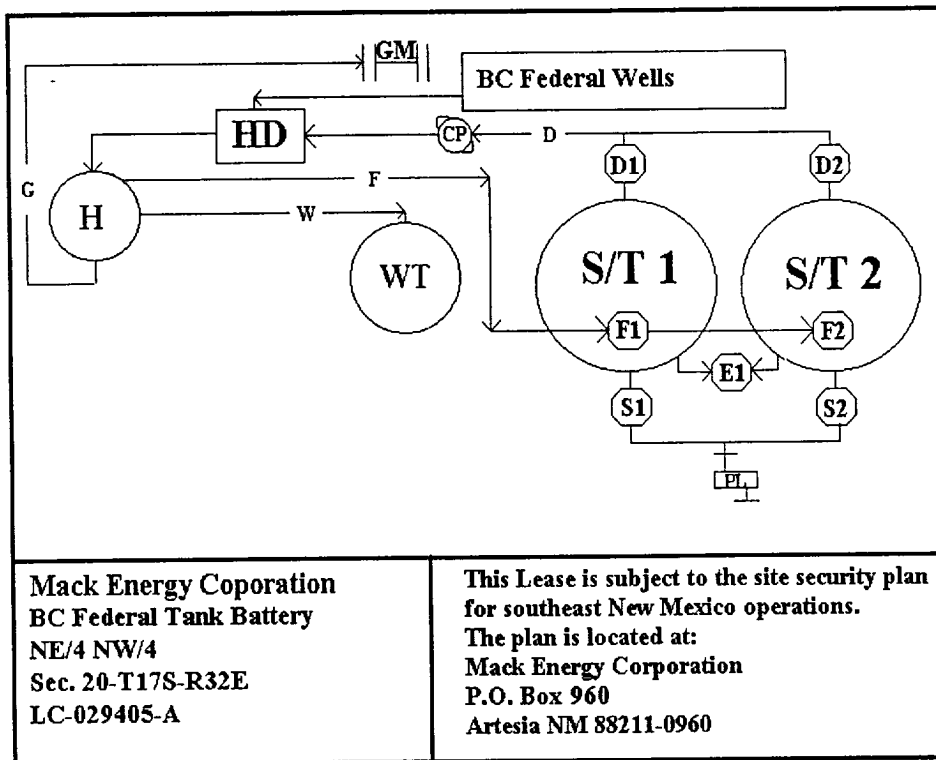 GM
BC Federal Wells
HD
CP
D
D1
D2
G
F
H
W
WT
S/T 1
S/T 2
F1
F2
E1
S1
S2
PL
Mack Energy Coporation
BC Federal Tank Battery
NE/4 NW/4
Sec. 20-T17S-R32E
LC-029405-A
This Lease is subject to the site security plan
for southeast New Mexico operations.
The plan is located at:
Mack Energy Corporation
P.O. Box 960
Artesia NM 88211-0960